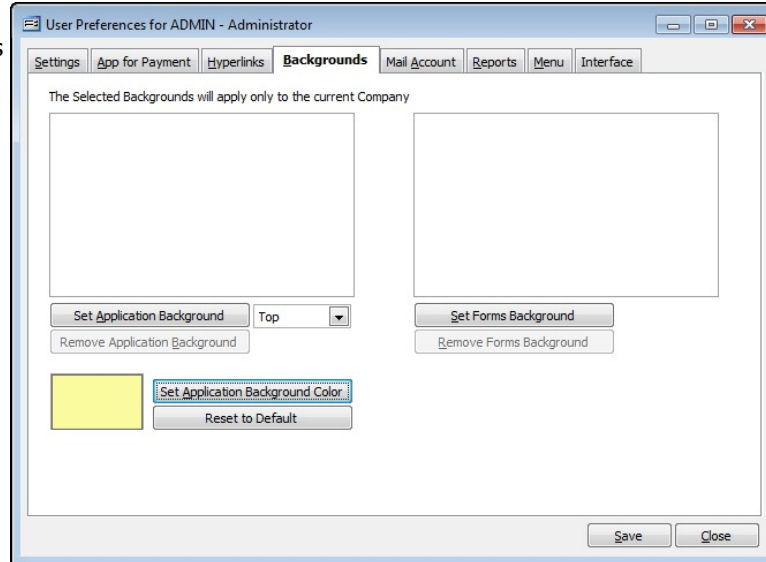 User Preferences for ADMIN - Administrator
s
Settings App for Payment Hyperlinks Backgrounds Mail Account Reports Menu Interface
The Selected Backgrounds will apply only to the current Company
Set Application Background Top Set Forms Background
Remove Application Background Remove Forms Background
Set Application Background Color
Reset to Default
Save Close